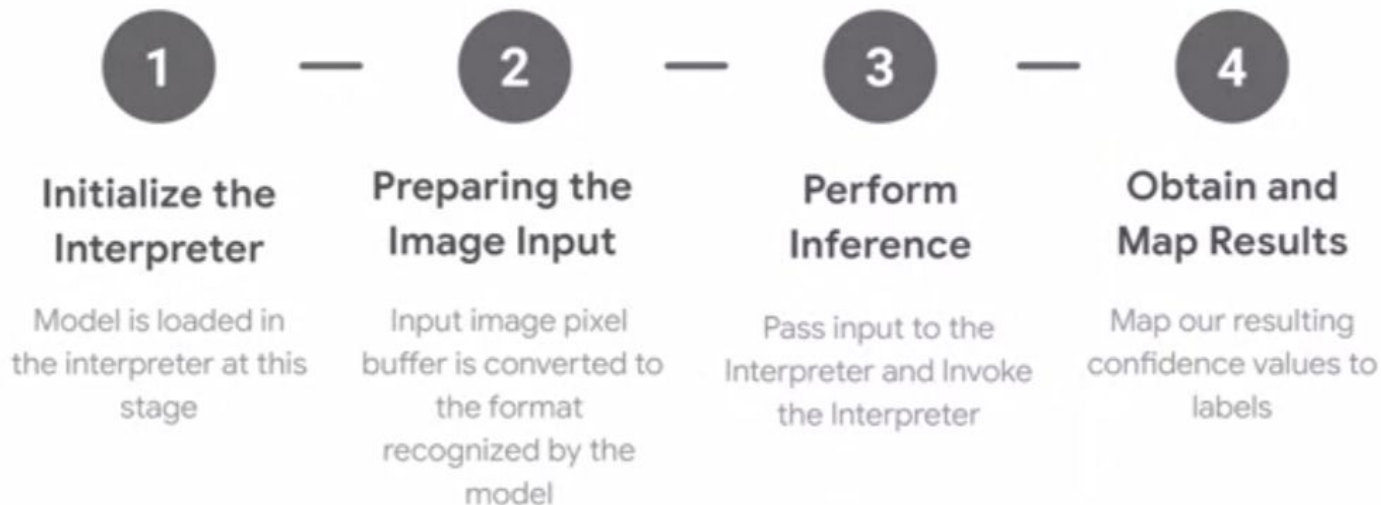 1
Initialize the
Interpreter
Model is loaded in
the interpreter at this
stage
2
Preparing the
Image Input
Input image pixel
buffer is converted to
the format
recognized by the
model
3
Perform
Inference
Pass input to the
Interpreter and Invoke
the Interpreter
4
Obtain and
Map Results
Map our resulting
confidence values to
labels